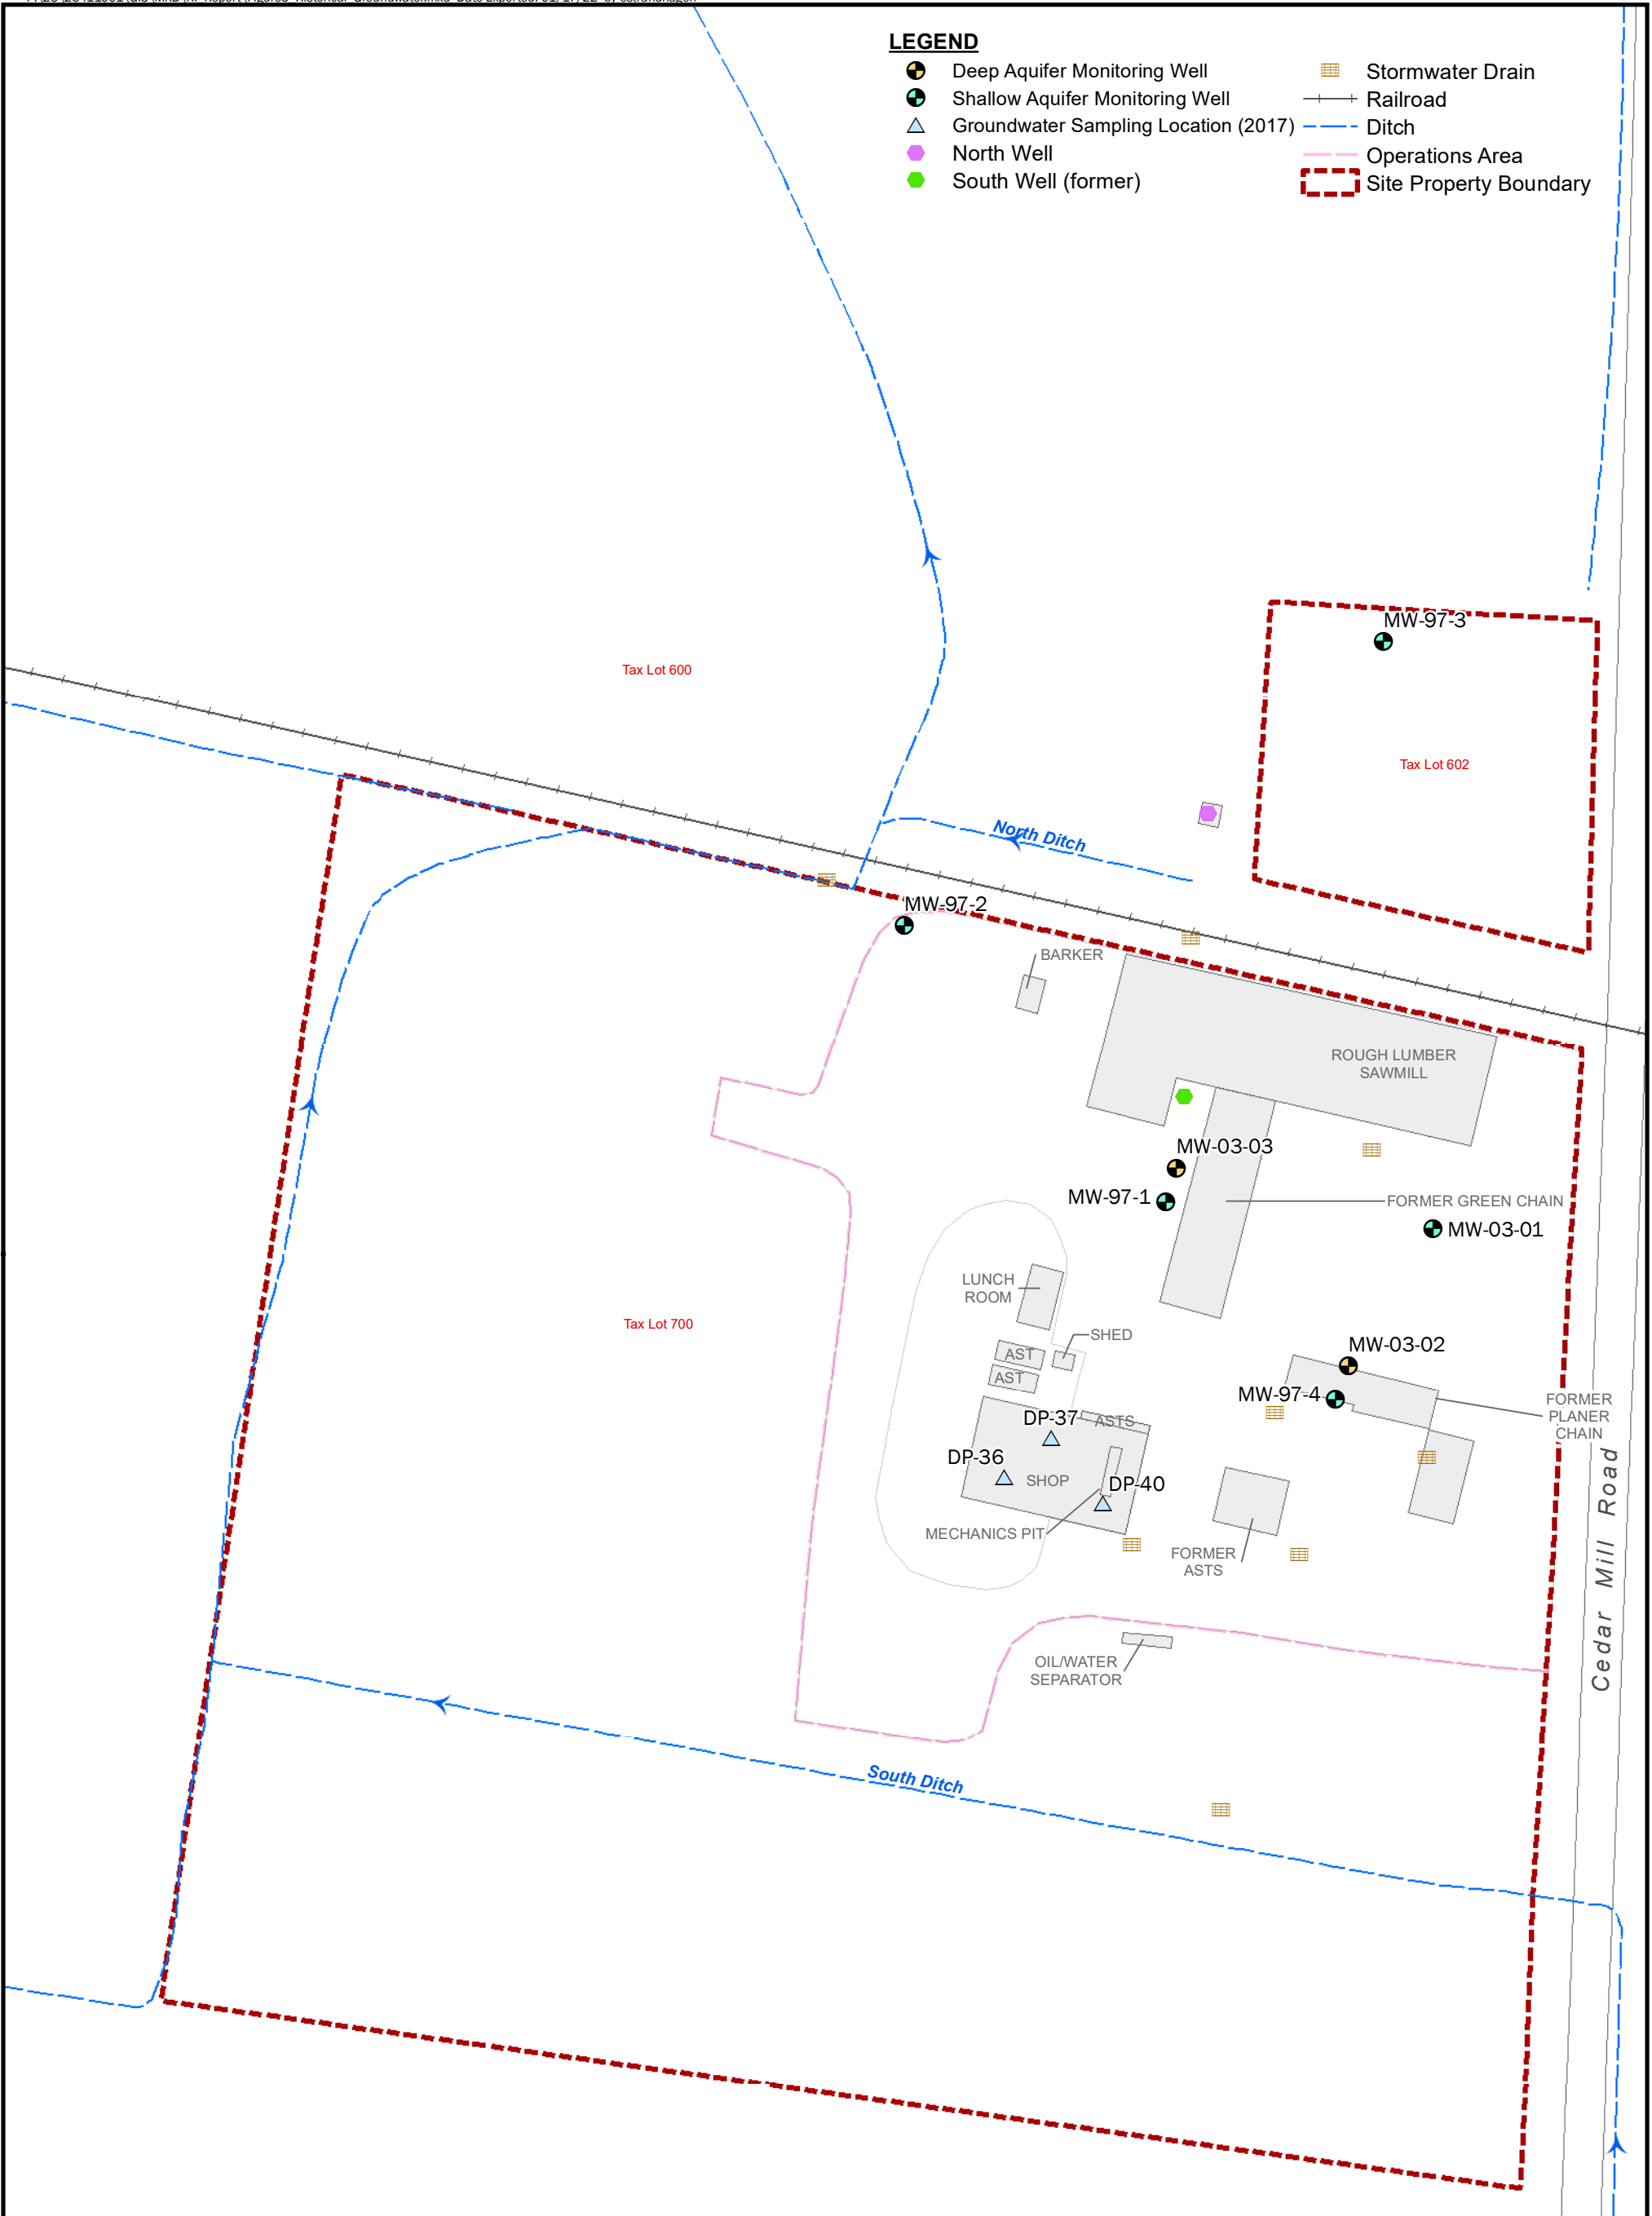 LEGEND
Deep Aquifer Monitoring Well
Shallow Aquifer Monitoring Well
Groundwater Sampling Location (2017)
North Well
South Well (former)
Stormwater Drain
Railroad
Ditch
Operations Area
Site Property Boundary
MW-97-3
Tax Lot 600
Tax Lot 602
North Ditch
MW-97-2
BARKER
ROUGH LUMBER
SAWMILL
MW-03-03
MW-97-1
FORMER GREEN CHAIN
MW-03-01
LUNCH
ROOM
Tax Lot 700
SHED
AST
AST
MW-03-02
MW-97-4
FORMER
PLANER
CHAIN
DP-37
ASTS
DP-36
SHOP
DP-40
MECHANICS PIT
FORMER
ASTS
Cedar Mill Road
OIL/WATER
SEPARATOR
South Ditch